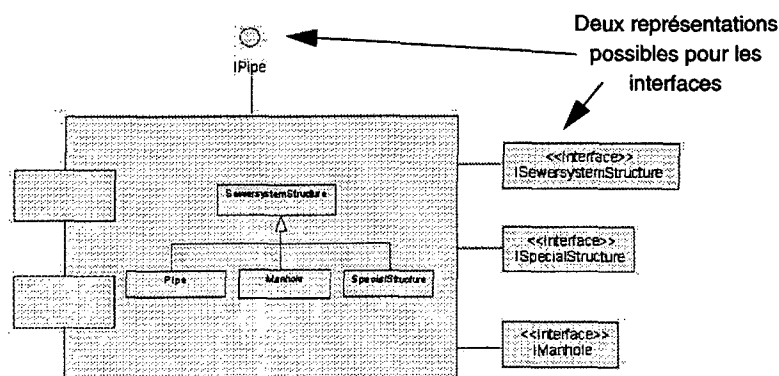 Deux représentations
possibles pour les
interfaces
IPipe
<<Interface>>
ISewersystemStructure
SewersystemStructure
<<Interface>>
ISpecialStructure
Pipe
Manhole
SpecialStructure
<<Interface>>
IManhole